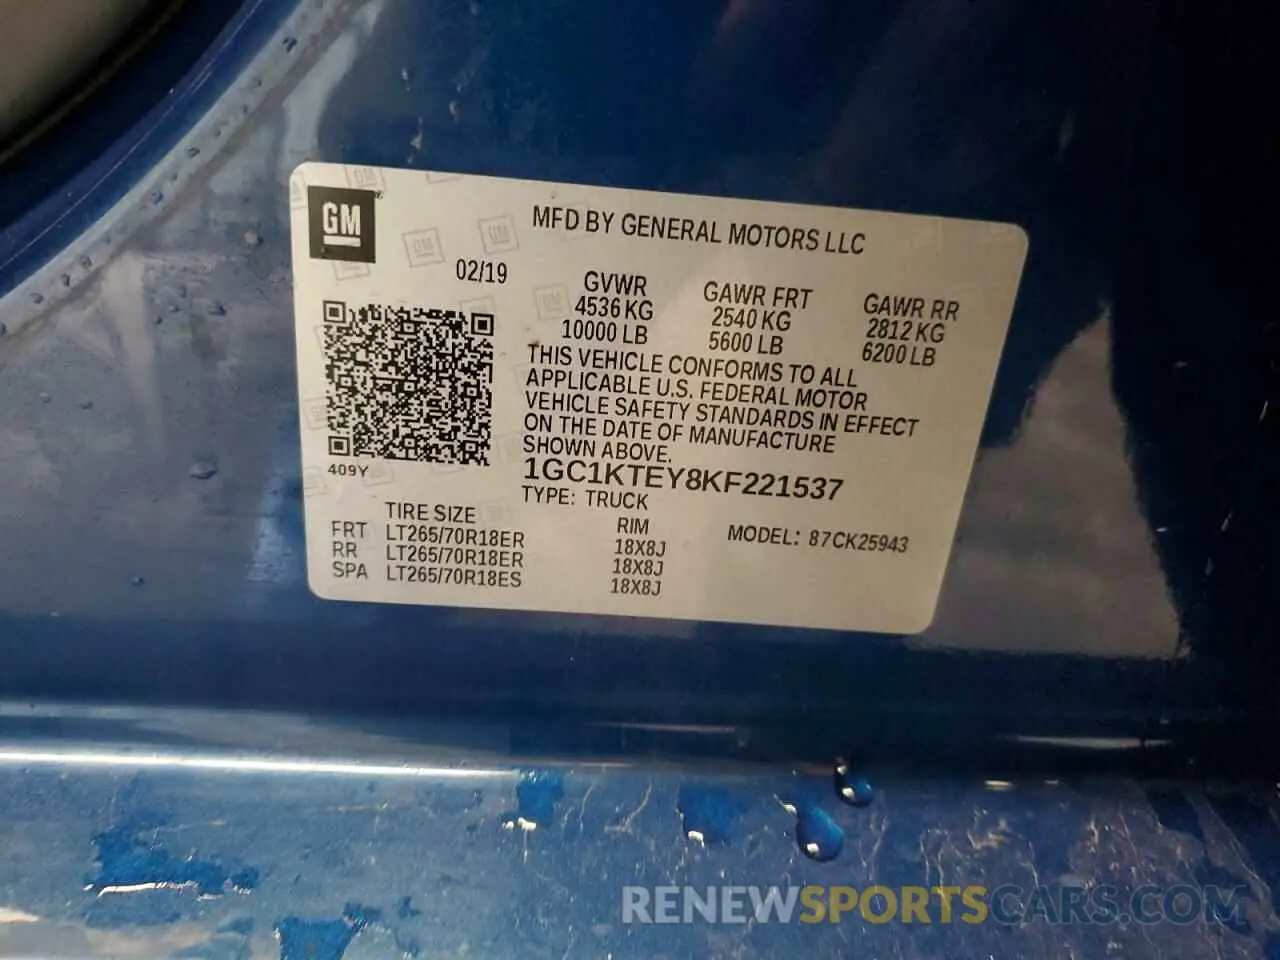 GM
MFD BY GENERAL MOTORS LLC
02/19
GVWR GAWR FRT GAWR RR
4536 KG 2540 KG 2812 KG
10000 LB 5600 LB 6200 LB
THIS VEHICLE CONFORMS TO ALL
APPLICABLE U.S. FEDERAL MOTOR
VEHICLE SAFETY STANDARDS IN EFFECT
ON THE DATE OF MANUFACTURE
SHOWN ABOVE.
409Y
1GC1KTEY8KF221537
TYPE: TRUCK
TIRE SIZE RIM MODEL: 87CK25943
FRT LT265/70R18ER 18X8J
RR LT265/70R18ER 18X8J
SPA LT265/70R18ES 18X8J
RENEWSPORTSCARS.COM